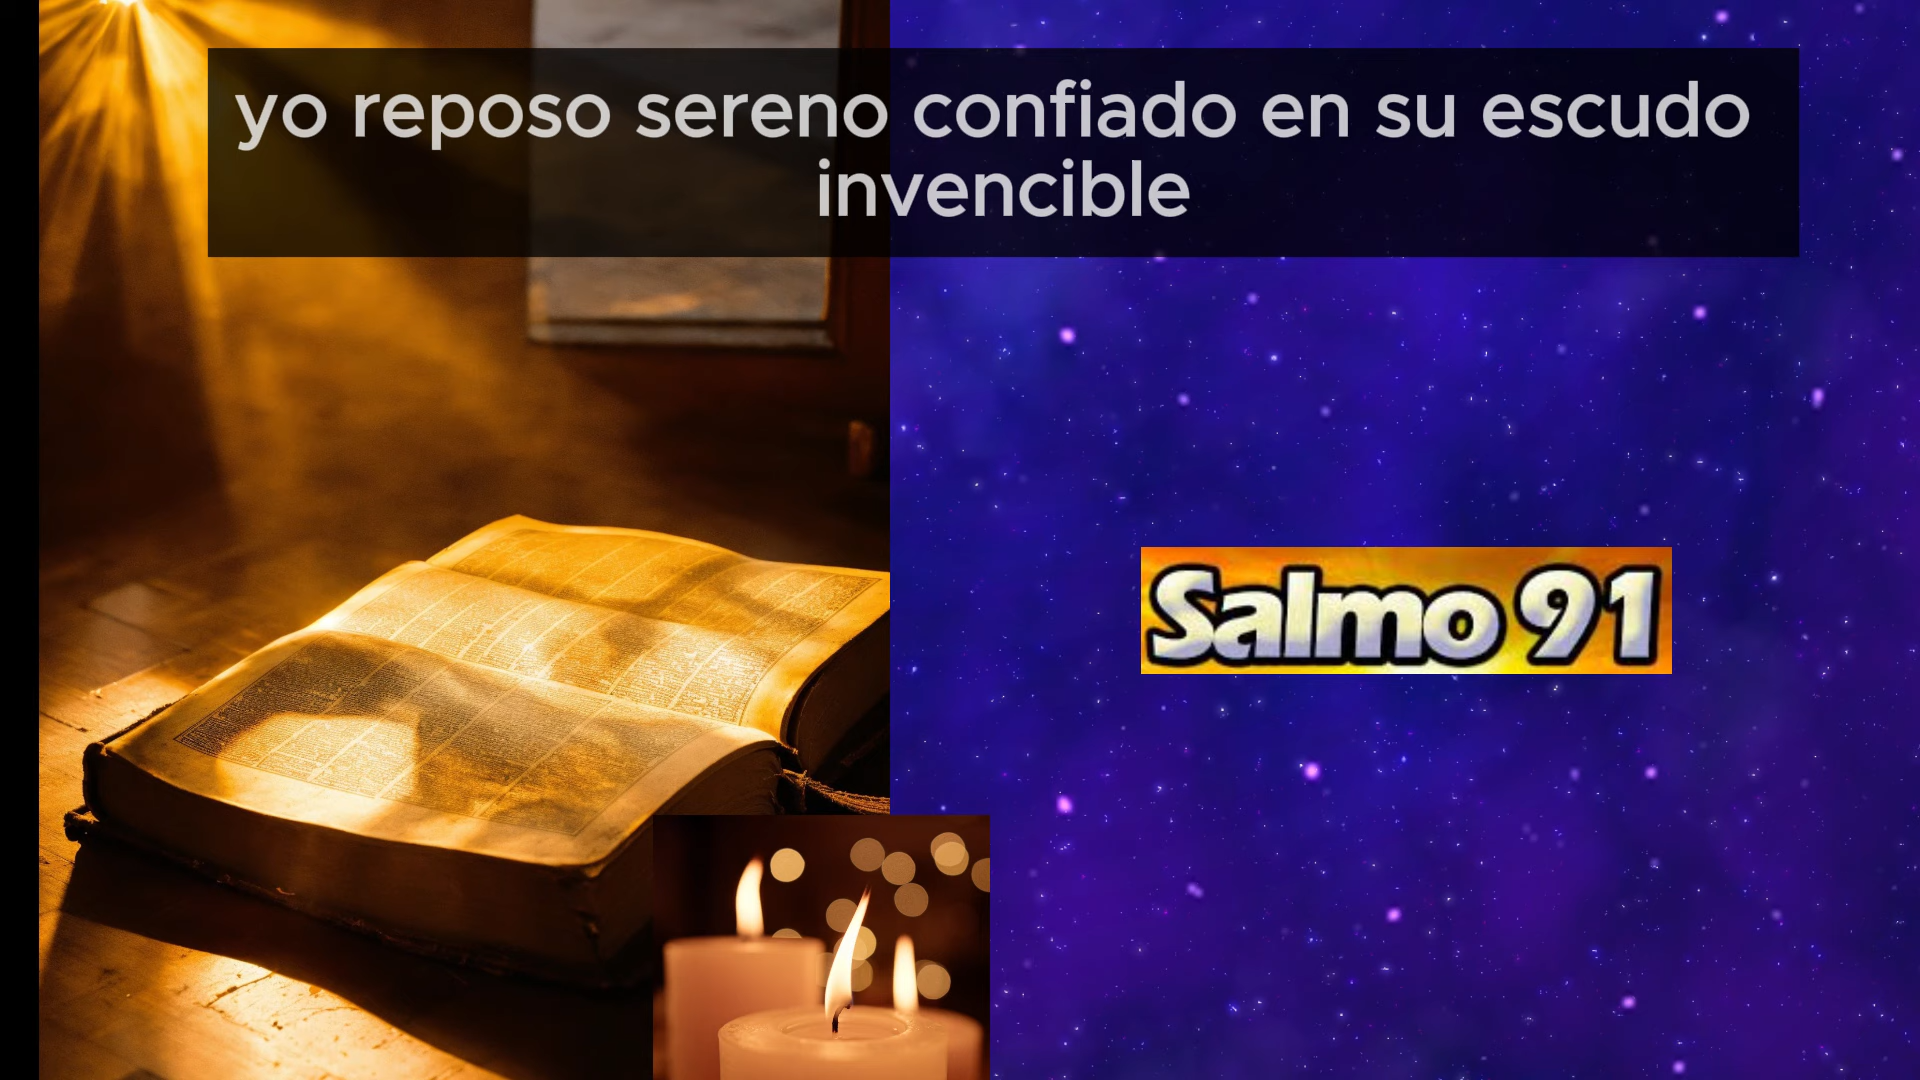 yo reposo sereno confiado en su escudo
invencible
Salmo 91